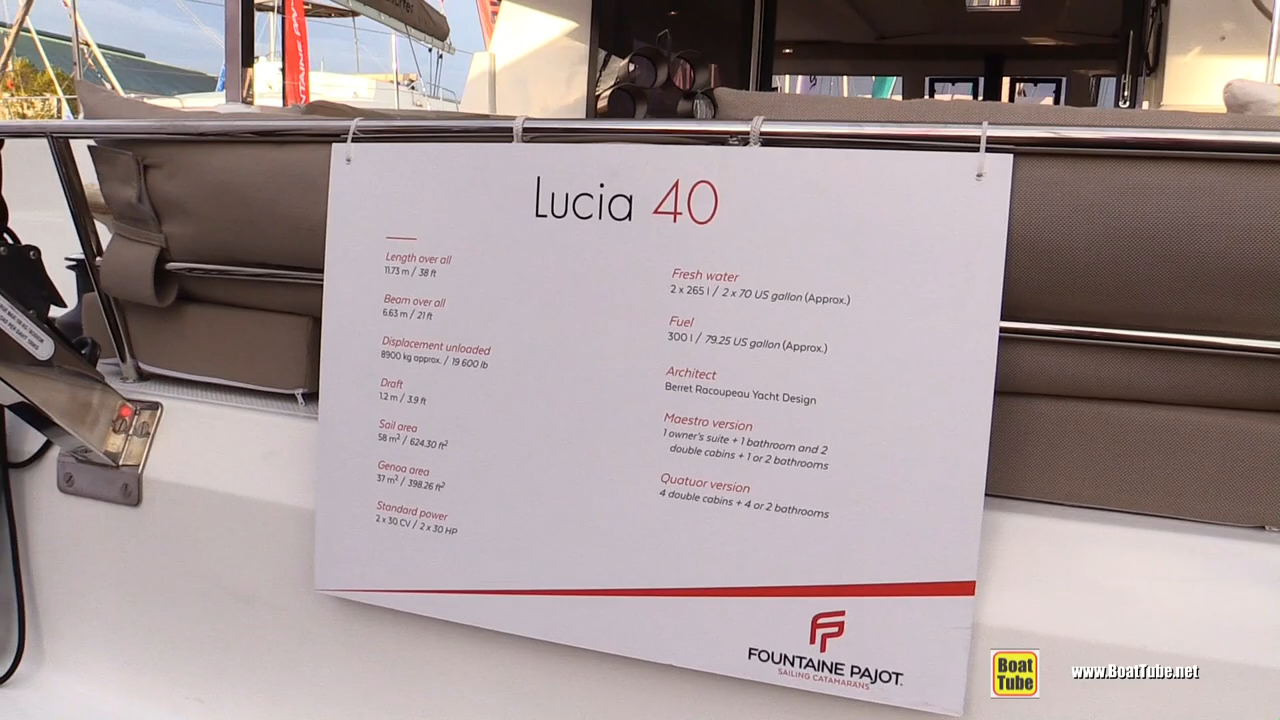 NTAINE PA
Lucia 40
Length over all
11.73 m / 38 ft
Beam over all
6.63 m / 21 ft
Displacement unloaded
8900 kg approx. / 19 600 lb
Draft
1.2 m / 3.9 ft
Sail area
58 m² / 624.30 ft²
Genoa area
37 m² / 398.26 ft²
Standard power
2 x 30 CV / 2 x 30 HP
Fresh water
2 x 265 l / 2 x 70 US gallon (Approx.)
Fuel
300 l / 79.25 US gallon (Approx.)
Architect
Berret Racoupeau Yacht Design
Maestro version
1 owner's suite + 1 bathroom and 2
double cabins + 1 or 2 bathrooms
Quatuor version
4 double cabins + 4 or 2 bathrooms
FOUNTAINE PAJOT
SAILING CATAMARANS
Boat
Tube
www.BoatTube.net